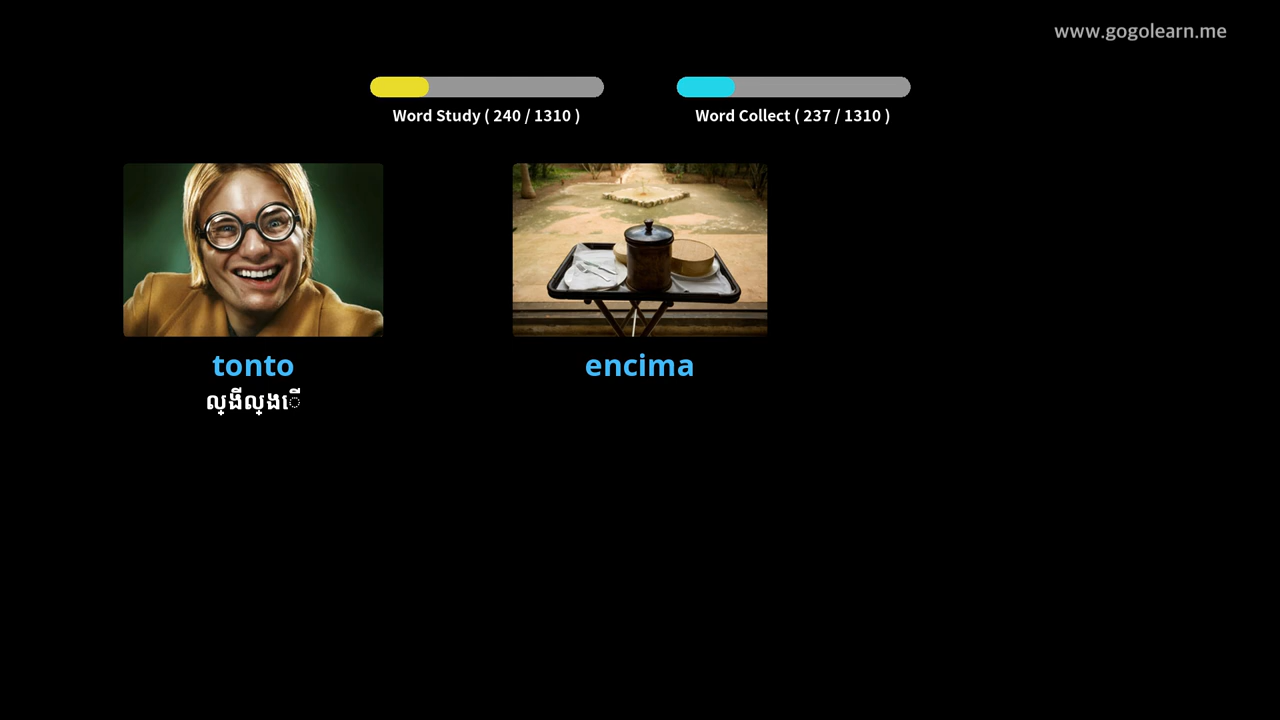 www.gogolearn.me
Word Study ( 240 / 1310 )
Word Collect ( 237 / 1310 )
tonto
encima
ល្ងីល្ងេី